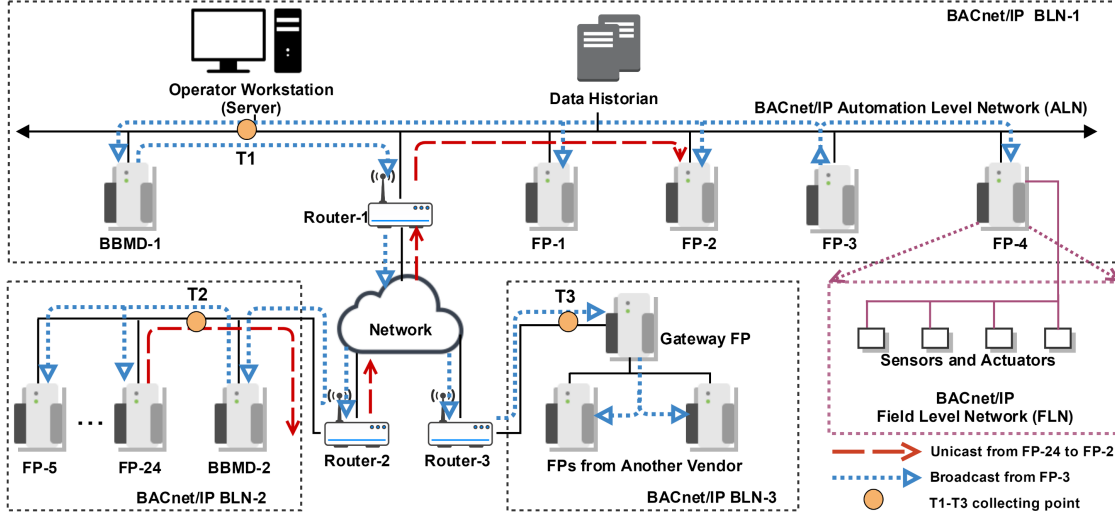 BACnet/IP BLN-1
Operator Workstation
(Server)
Data Historian
BACnet/IP Automation Level Network (ALN)
T1
Router-1
BBMD-1
FP-1
FP-2
FP-3
FP-4
T2
Network
T3
Gateway FP
Sensors and Actuators
BACnet/IP
Field Level Network (FLN)
...
FP-5
FP-24
BBMD-2
Router-2
Router-3
FPs from Another Vendor
BACnet/IP BLN-2
BACnet/IP BLN-3
Unicast from FP-24 to FP-2
Broadcast from FP-3
T1-T3 collecting point